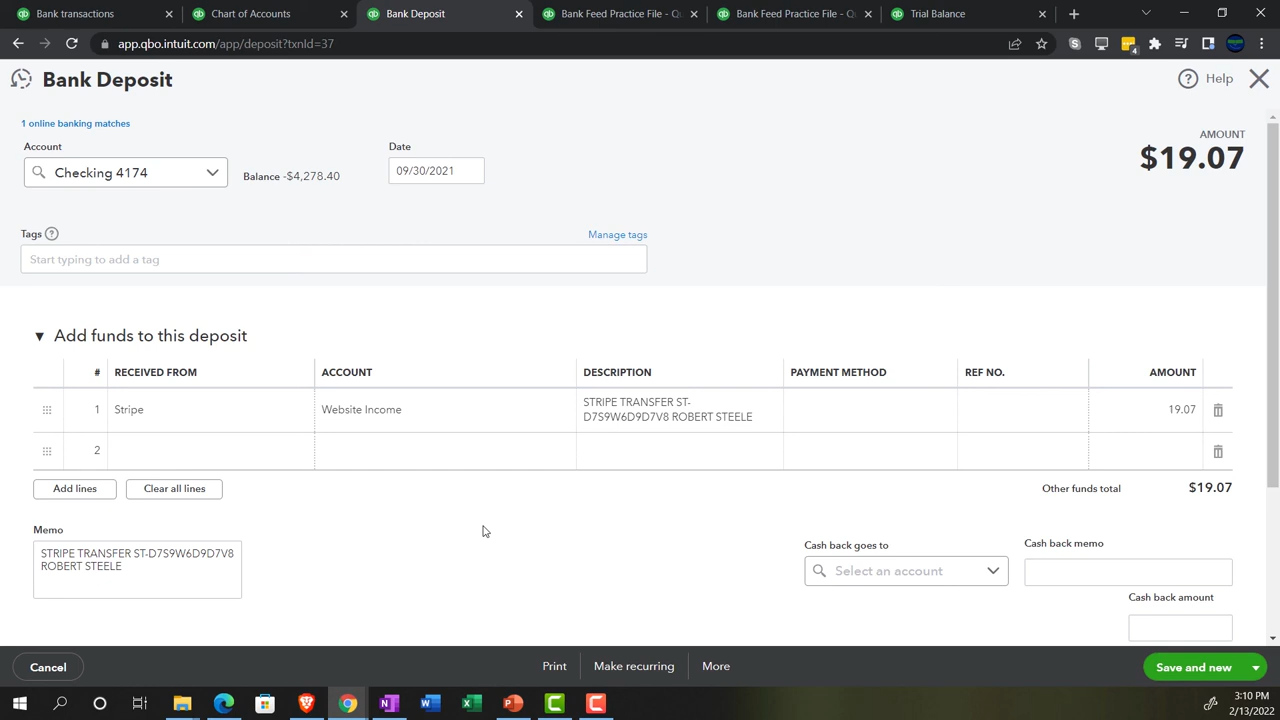 Bank transactions
Chart of Accounts
Bank Deposit
Bank Feed Practice File - Qu
Bank Feed Practice File - Qu
Trial Balance
app.qbo.intuit.com/app/deposit?txnId=37
4
Bank Deposit
Help
1 online banking matches
Account
Date
AMOUNT
Checking 4174
Balance -$4,278.40
09/30/2021
$19.07
Tags
Manage tags
Start typing to add a tag
Add funds to this deposit
# RECEIVED FROM ACCOUNT DESCRIPTION PAYMENT METHOD REF NO. AMOUNT
1 Stripe Website Income STRIPE TRANSFER ST- 19.07
D7S9W6D9D7V8 ROBERT STEELE
2
Add lines
Clear all lines
Other funds total $19.07
Memo
STRIPE TRANSFER ST-D7S9W6D9D7V8
ROBERT STEELE
Cash back goes to
Cash back memo
Select an account
Cash back amount
Cancel
Print
Make recurring
More
Save and new
3:10 PM
2/13/2022